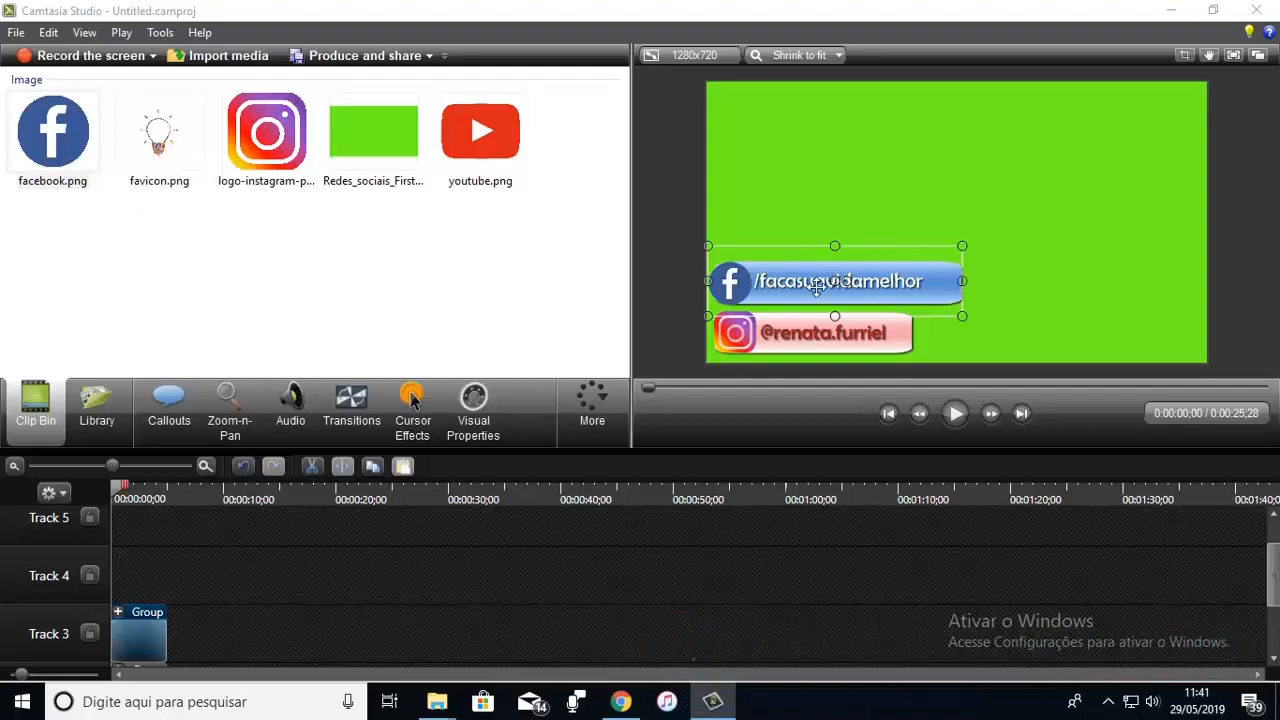 Camtasia Studio - Untitled.camproj
File Edit View Play Tools Help
Record the screen Import media Produce and share
1280x720 Shrink to fit
Image
facebook.png favicon.png logo-instagram-p... Redes_sociais_First... youtube.png
@renata.furriel
Clip Bin Library Callouts Zoom-n-Pan Audio Transitions Cursor Effects Visual Properties More
0:00:00;00 / 0:00:25;28
00:00:00;00 00:00:10;00 00:00:20;00 00:00:30;00 00:00:40;00 00:00:50;00 00:01:00;00 00:01:10;00 00:01:20;00 00:01:30;00 00:01:40;0
Track 5
Track 4
Group
Track 3
Ativar o Windows
Acesse Configurações para ativar o Windows.
Digite aqui para pesquisar
14
11:41
29/05/2019
39